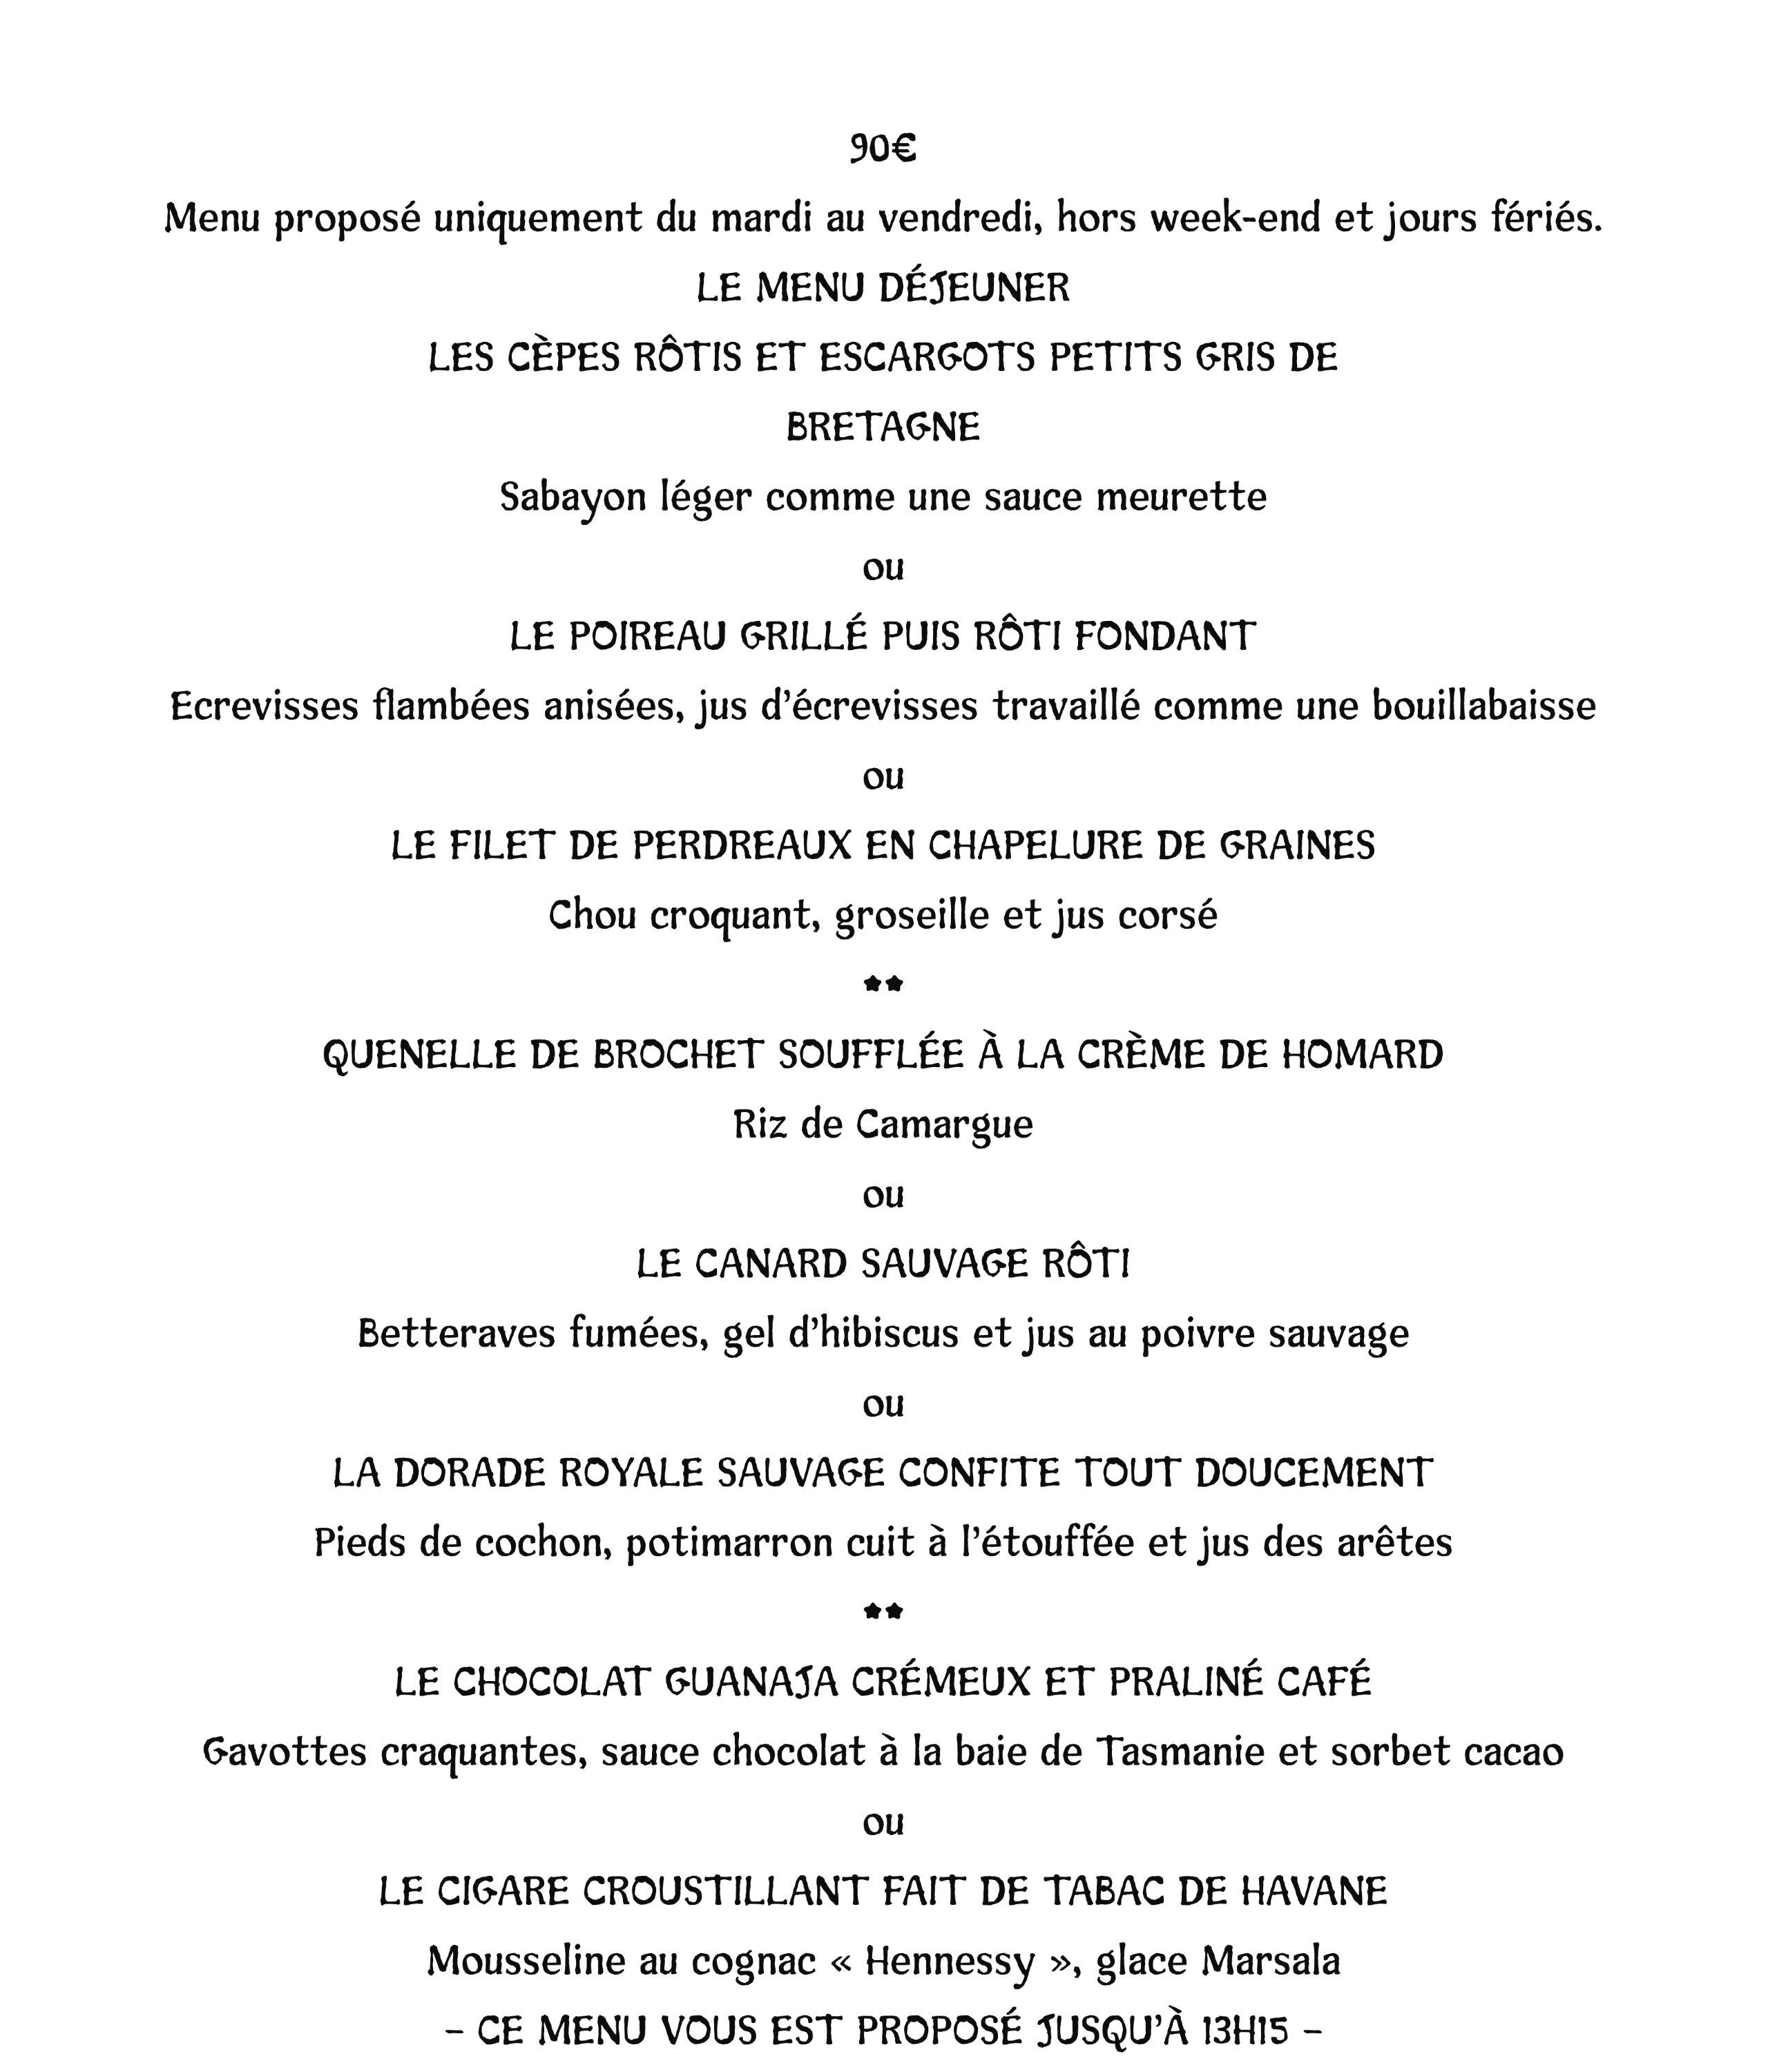 90€
Menu proposé uniquement du mardi au vendredi, hors week-end et jours fériés.
LE MENU DÉJEUNER
LES CÈPES RÔTIS ET ESCARGOTS PETITS GRIS DE
BRETAGNE
Sabayon léger comme une sauce meurette
ou
LE POIREAU GRILLÉ PUIS RÔTI FONDANT
Ecrevisses flambées anisées, jus d’écrevisses travaillé comme une bouillabaisse
ou
LE FILET DE PERDREAUX EN CHAPELURE DE GRAINES
Chou croquant, groseille et jus corsé
**
QUENELLE DE BROCHET SOUFFLÉE À LA CRÈME DE HOMARD
Riz de Camargue
ou
LE CANARD SAUVAGE RÔTI
Betteraves fumées, gel d’hibiscus et jus au poivre sauvage
ou
LA DORADE ROYALE SAUVAGE CONFITE TOUT DOUCEMENT
Pieds de cochon, potimarron cuit à l’étouffée et jus des arêtes
**
LE CHOCOLAT GUANAJA CRÉMEUX ET PRALINÉ CAFÉ
Gavottes craquantes, sauce chocolat à la baie de Tasmanie et sorbet cacao
ou
LE CIGARE CROUSTILLANT FAIT DE TABAC DE HAVANE
Mousseline au cognac « Hennessy », glace Marsala
– CE MENU VOUS EST PROPOSÉ JUSQU’À 13H15 –